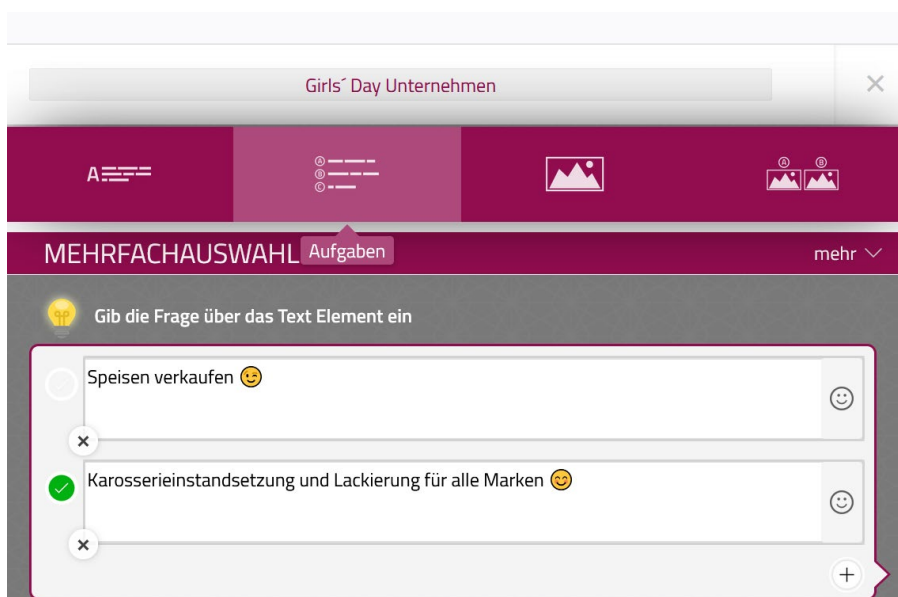 Girls´ Day Unternehmen
A
A
B
C
A B
MEHRFACHAUSWAHL
Aufgaben
mehr
Gib die Frage über das Text Element ein
Speisen verkaufen 😉
Karosserieinstandsetzung und Lackierung für alle Marken 😊